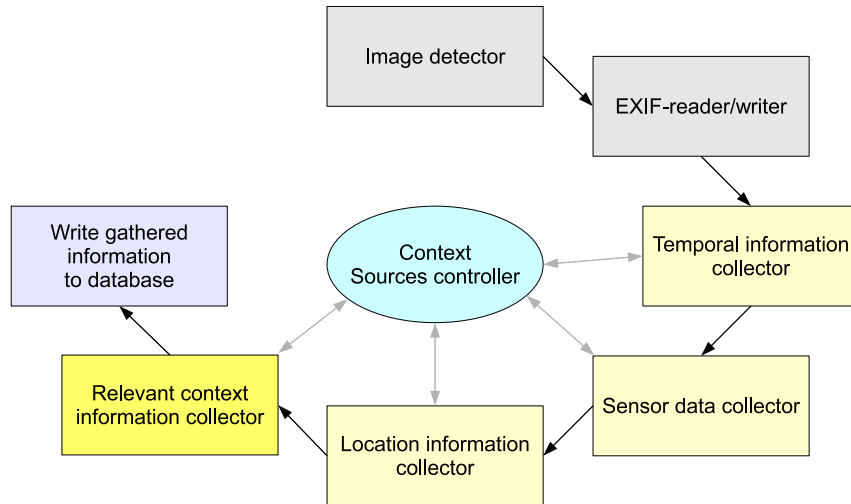 Image detector
EXIF-reader/writer
Write gathered
information
to database
Context
Sources controller
Temporal information
collector
Relevant context
information collector
Location information
collector
Sensor data collector